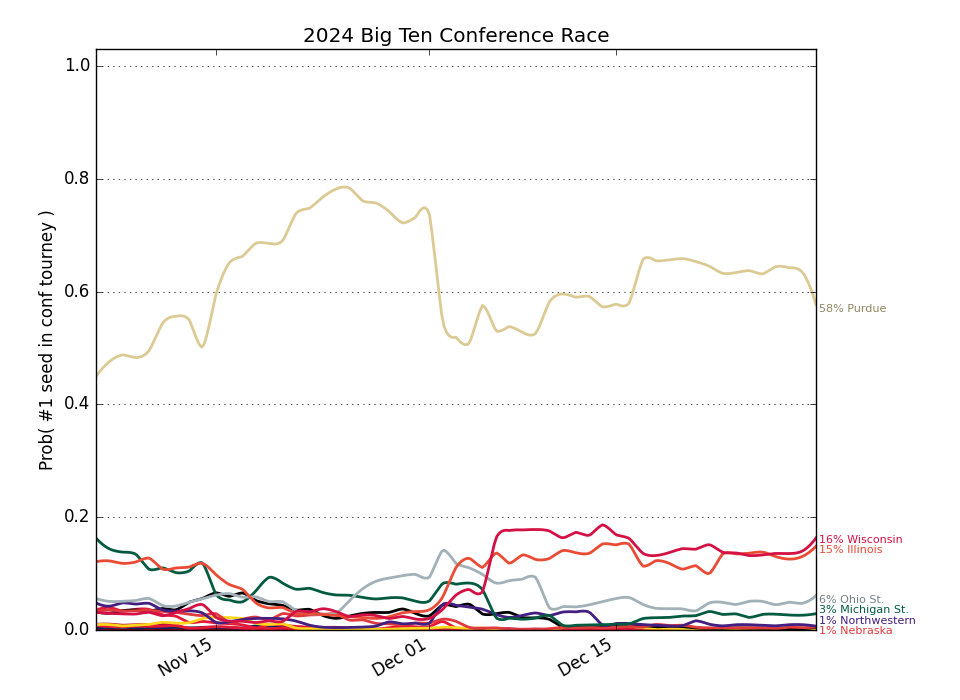 2024 Big Ten Conference Race
Prob( #1 seed in conf tourney )
1.0
0.8
0.6
0.4
0.2
0.0
Nov 15
Dec 01
Dec 15
58% Purdue
16% Wisconsin
15% Illinois
6% Ohio St.
3% Michigan St.
1% Northwestern
1% Nebraska